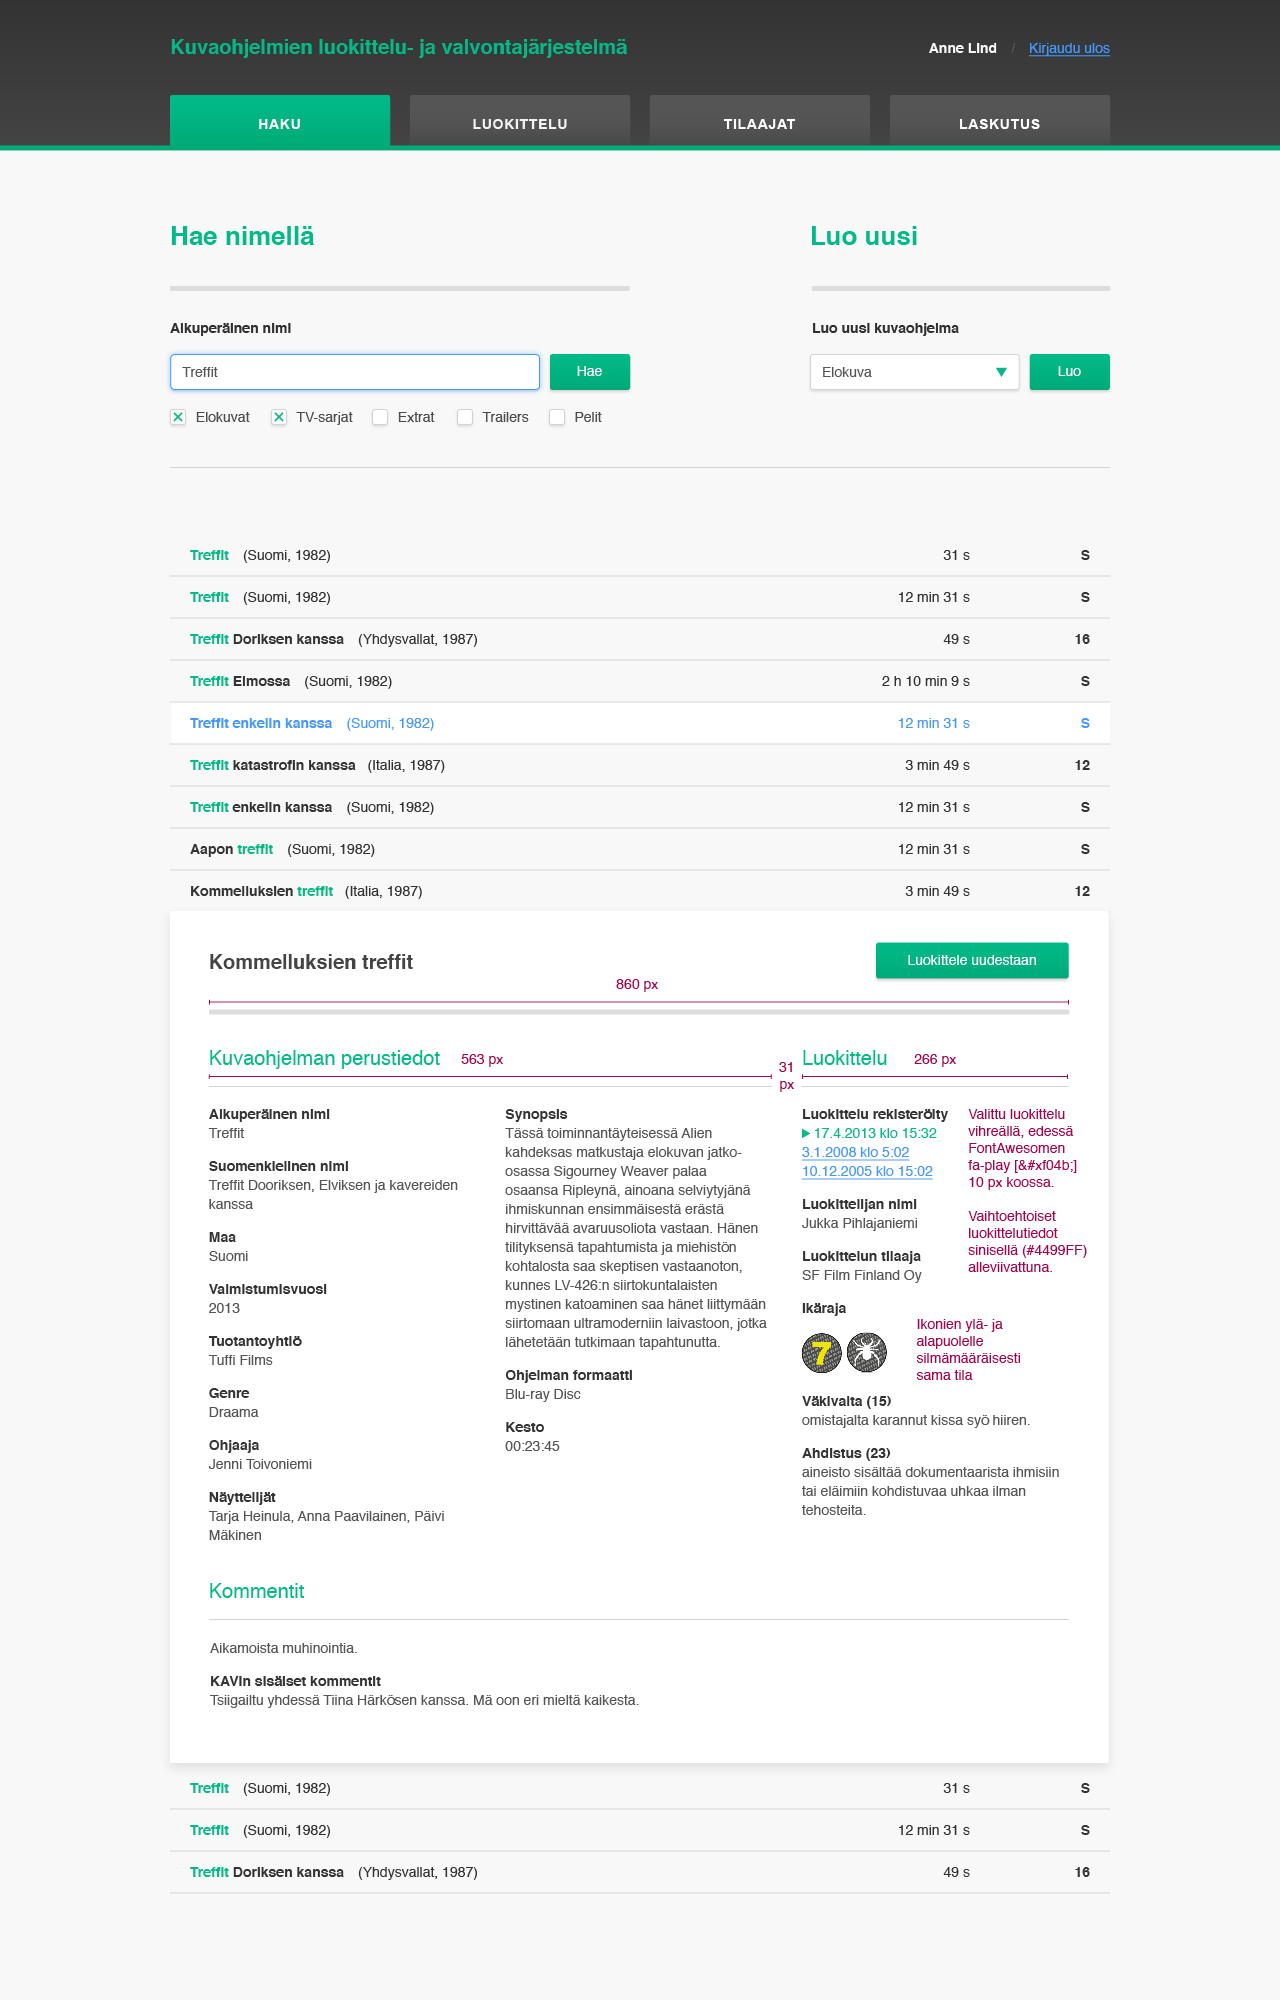 Kuvaohjelmien luokittelu- ja valvontajärjestelmä
Anne Lind / Kirjaudu ulos
HAKU LUOKITTELU TILAAJAT LASKUTUS
Hae nimellä
Luo uusi
Alkuperäinen nimi
Luo uusi kuvaohjelma
Treffit Hae
Elokuva Luo
Elokuvat TV-sarjat Extrat Trailers Pelit
Treffit (Suomi, 1982) 31 s S
Treffit (Suomi, 1982) 12 min 31 s S
Treffit Doriksen kanssa (Yhdysvallat, 1987) 49 s 16
Treffit Elmossa (Suomi, 1982) 2 h 10 min 9 s S
Treffit enkelin kanssa (Suomi, 1982) 12 min 31 s S
Treffit katastrofin kanssa (Italia, 1987) 3 min 49 s 12
Treffit enkelin kanssa (Suomi, 1982) 12 min 31 s S
Aapon treffit (Suomi, 1982) 12 min 31 s S
Kommelluksien treffit (Italia, 1987) 3 min 49 s 12
Kommelluksien treffit
Luokittele uudestaan
860 px
Kuvaohjelman perustiedot 563 px
31
px
Luokittelu 266 px
Alkuperäinen nimi
Treffit
Suomenkielinen nimi
Treffit Dooriksen, Elviksen ja kavereiden
kanssa
Maa
Suomi
Valmistumisvuosi
2013
Tuotantoyhtiö
Tuffi Films
Genre
Draama
Ohjaaja
Jenni Toivoniemi
Näyttelijät
Tarja Heinula, Anna Paavilainen, Päivi
Mäkinen
Synopsis
Tässä toiminnantäyteisessä Alien
kahdeksas matkustaja elokuvan jatko-
osassa Sigourney Weaver palaa
osaansa Ripleynä, ainoana selviytyjänä
ihmiskunnan ensimmäisestä erästä
hirvittävää avaruusoliota vastaan. Hänen
tilityksensä tapahtumista ja miehistön
kohtalosta saa skeptisen vastaanoton,
kunnes LV-426:n siirtokuntalaisten
mystinen katoaminen saa hänet liittymään
siirtomaan ultramoderniin laivastoon, jotka
lähetetään tutkimaan tapahtunutta.
Ohjelman formaatti
Blu-ray Disc
Kesto
00:23:45
Luokittelu rekisteröity
17.4.2013 klo 15:32
3.1.2008 klo 5:02
10.12.2005 klo 15:02
Luokittelijan nimi
Jukka Pihlajaniemi
Luokittelun tilaaja
SF Film Finland Oy
Ikäraja
7
Väkivalta (15)
omistajalta karannut kissa syö hiiren.
Ahdistus (23)
aineisto sisältää dokumentaarista ihmisiin
tai eläimiin kohdistuvaa uhkaa ilman
tehosteita.
Valittu luokittelu
vihreällä, edessä
FontAwesomen
fa-play [&#xf04b;]
10 px koossa.
Vaihtoehtoiset
luokittelutiedot
sinisellä (#4499FF)
alleviivattuna.
Ikonien ylä- ja
alapuolelle
silmämääräisesti
sama tila
Kommentit
Aikamoista muhinointia.
KAVIn sisäiset kommentit
Tsiigailtu yhdessä Tiina Härkösen kanssa. Mä oon eri mieltä kaikesta.
Treffit (Suomi, 1982) 31 s S
Treffit (Suomi, 1982) 12 min 31 s S
Treffit Doriksen kanssa (Yhdysvallat, 1987) 49 s 16